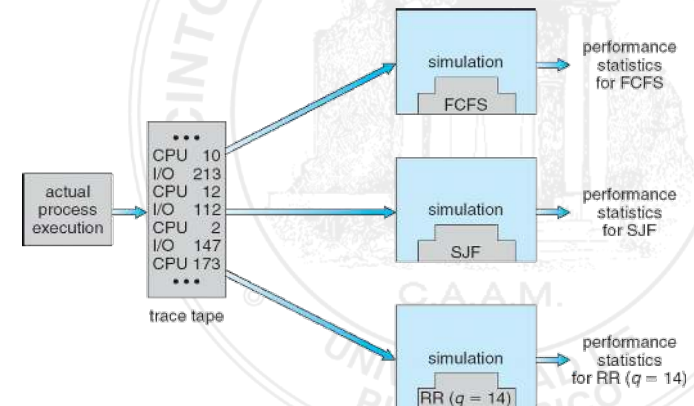 actual
process
execution
•••
CPU 10
I/O 213
CPU 12
I/O 112
CPU 2
I/O 147
CPU 173
•••
trace tape
simulation
FCFS
performance
statistics
for FCFS
simulation
SJF
performance
statistics
for SJF
simulation
RR (q = 14)
performance
statistics
for RR (q = 14)
C.A.A.M.